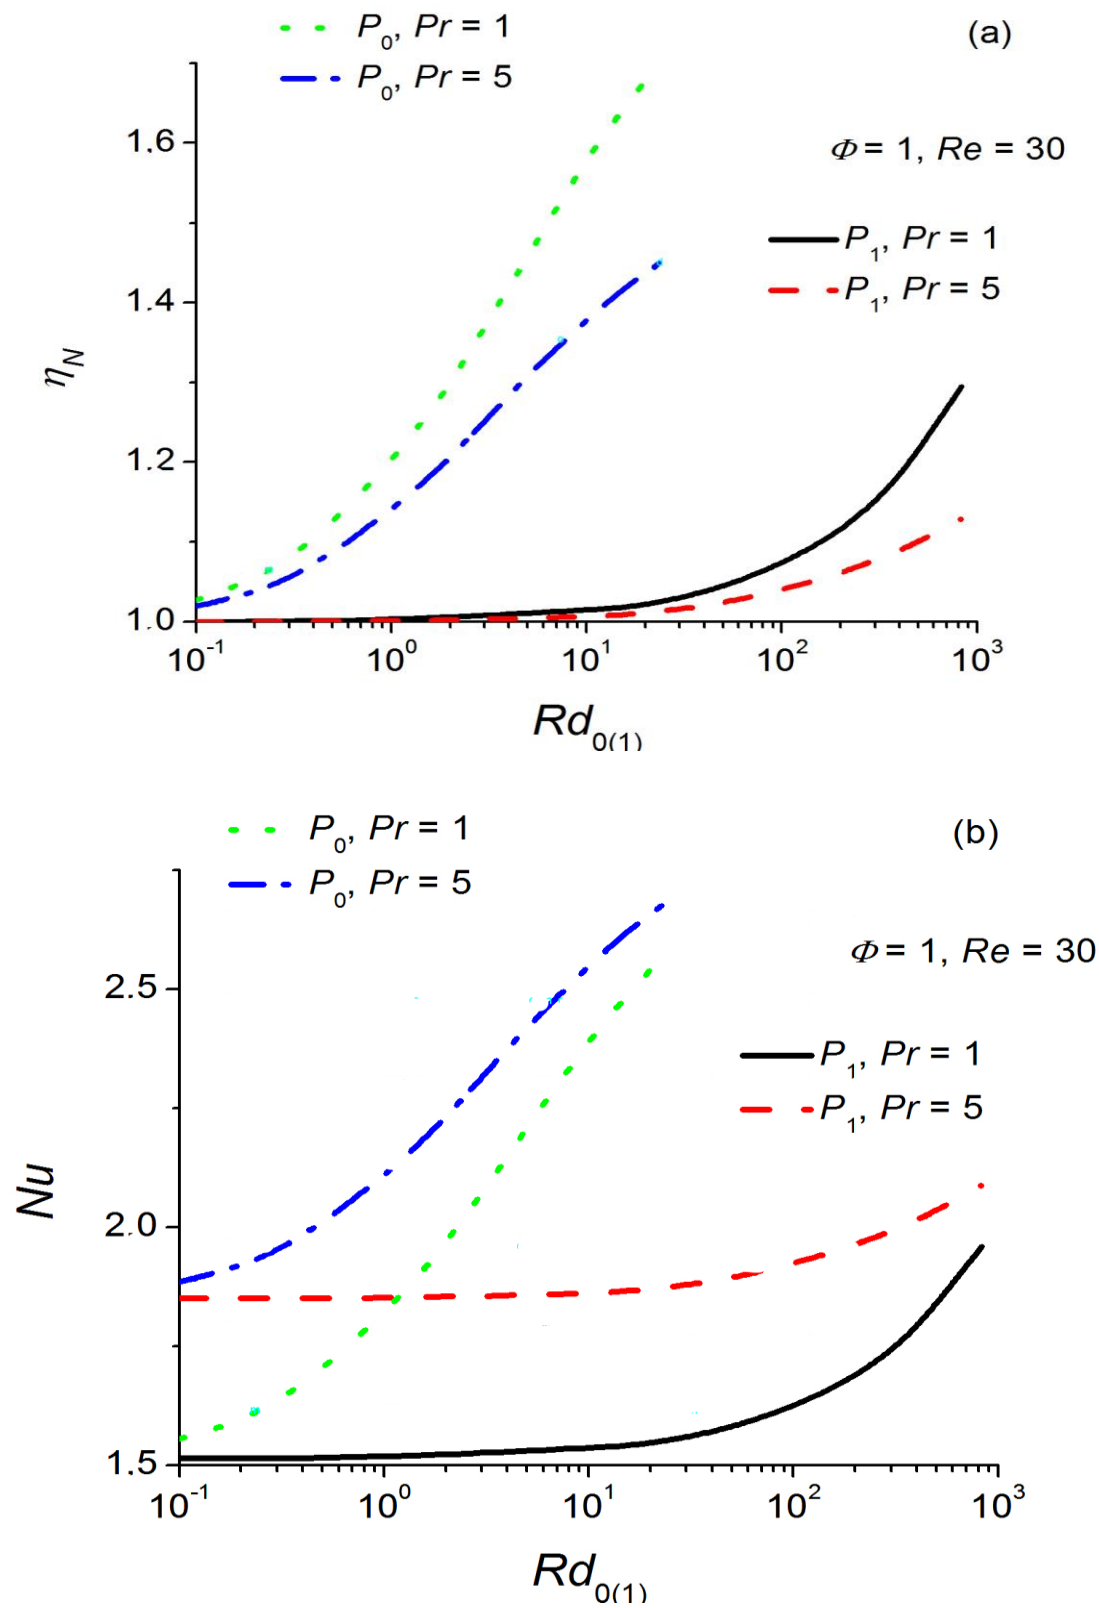 P₀, Pr = 1
(a)
P₀, Pr = 5
1.6
Φ = 1, Re = 30
P₁, Pr = 1
P₁, Pr = 5
1.4
η_N
1.2
1.0
10⁻¹ 10⁰ 10¹ 10² 10³
Rd₀₍₁₎
P₀, Pr = 1
(b)
P₀, Pr = 5
Φ = 1, Re = 30
2.5
P₁, Pr = 1
P₁, Pr = 5
Nu
2.0
1.5
10⁻¹ 10⁰ 10¹ 10² 10³
Rd₀₍₁₎